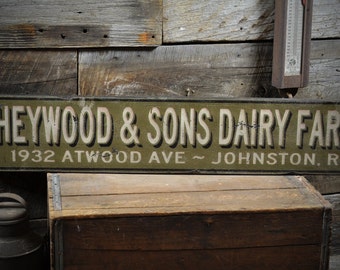 HEYWOOD & SONS DAIRY FAR
1932 ATWOOD AVE ~ JOHNSTON, R